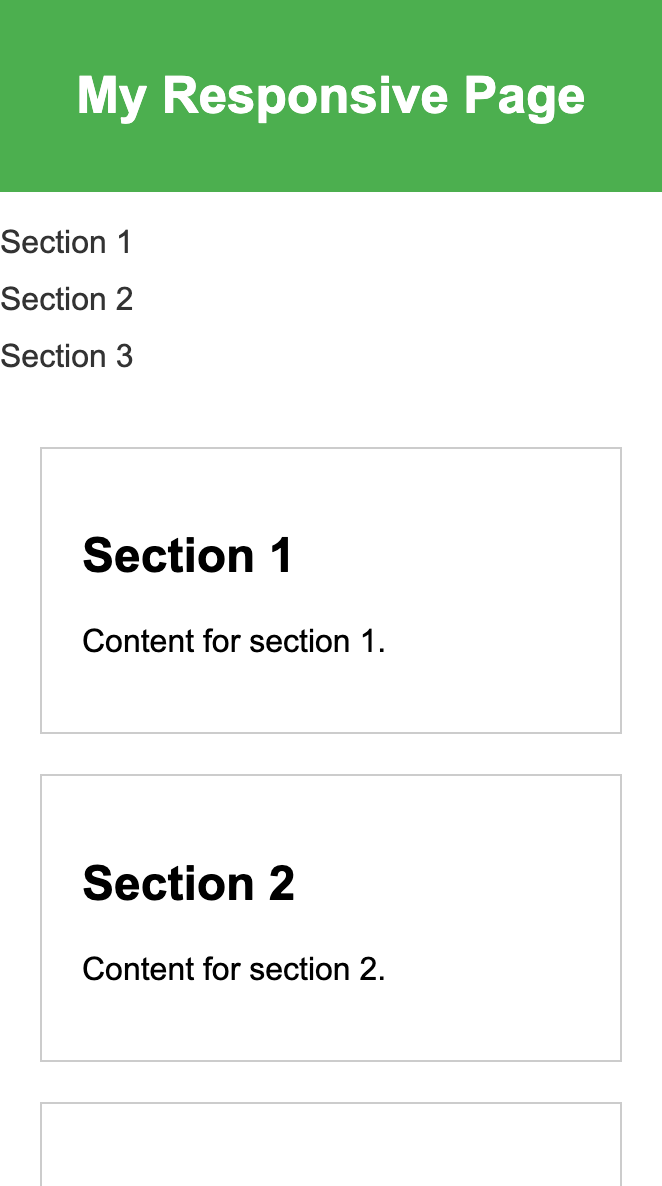 My Responsive Page
Section 1
Section 2
Section 3
Section 1
Content for section 1.
Section 2
Content for section 2.